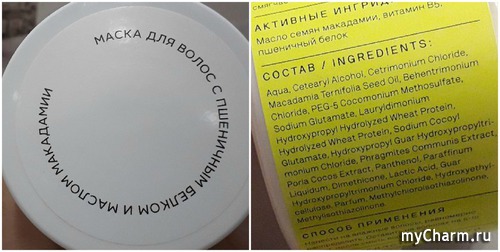 МАСКА ДЛЯ ВОЛОС С ПШЕНИЧНЫМ БЕЛКОМ И МАСЛОМ МАКАДАМИИ
АКТИВНЫЕ ИНГРИ
Масло семян макадамии, витамин B5,
пшеничный белок
СОСТАВ / INGREDIENTS:
Aqua, Cetearyl Alcohol, Cetrimonium Chloride,
Macadamia Ternifolia Seed Oil, Behentrimonium
Chloride, PEG-5 Cocomonium Methosulfate,
Sodium Glutamate, Lauryldimonium
Hydroxypropyl Hydrolyzed Wheat Protein,
Hydrolyzed Wheat Protein, Sodium Cocoyl
Glutamate, Hydroxypropyl Guar Hydroxypropyltri-
monium Chloride, Phragmites Communis Extract,
Poria Cocos Extract, Panthenol, Paraffinum
Liquidum, Dimethicone, Lactic Acid, Guar
Hydroxypropyltrimonium Chloride, Hydroxyethyl-
cellulose, Parfum, Methylchloroisothiazolinone,
Methylisothiazolinone.
СПОСОБ ПРИМЕНЕНИЯ
myCharm.ru